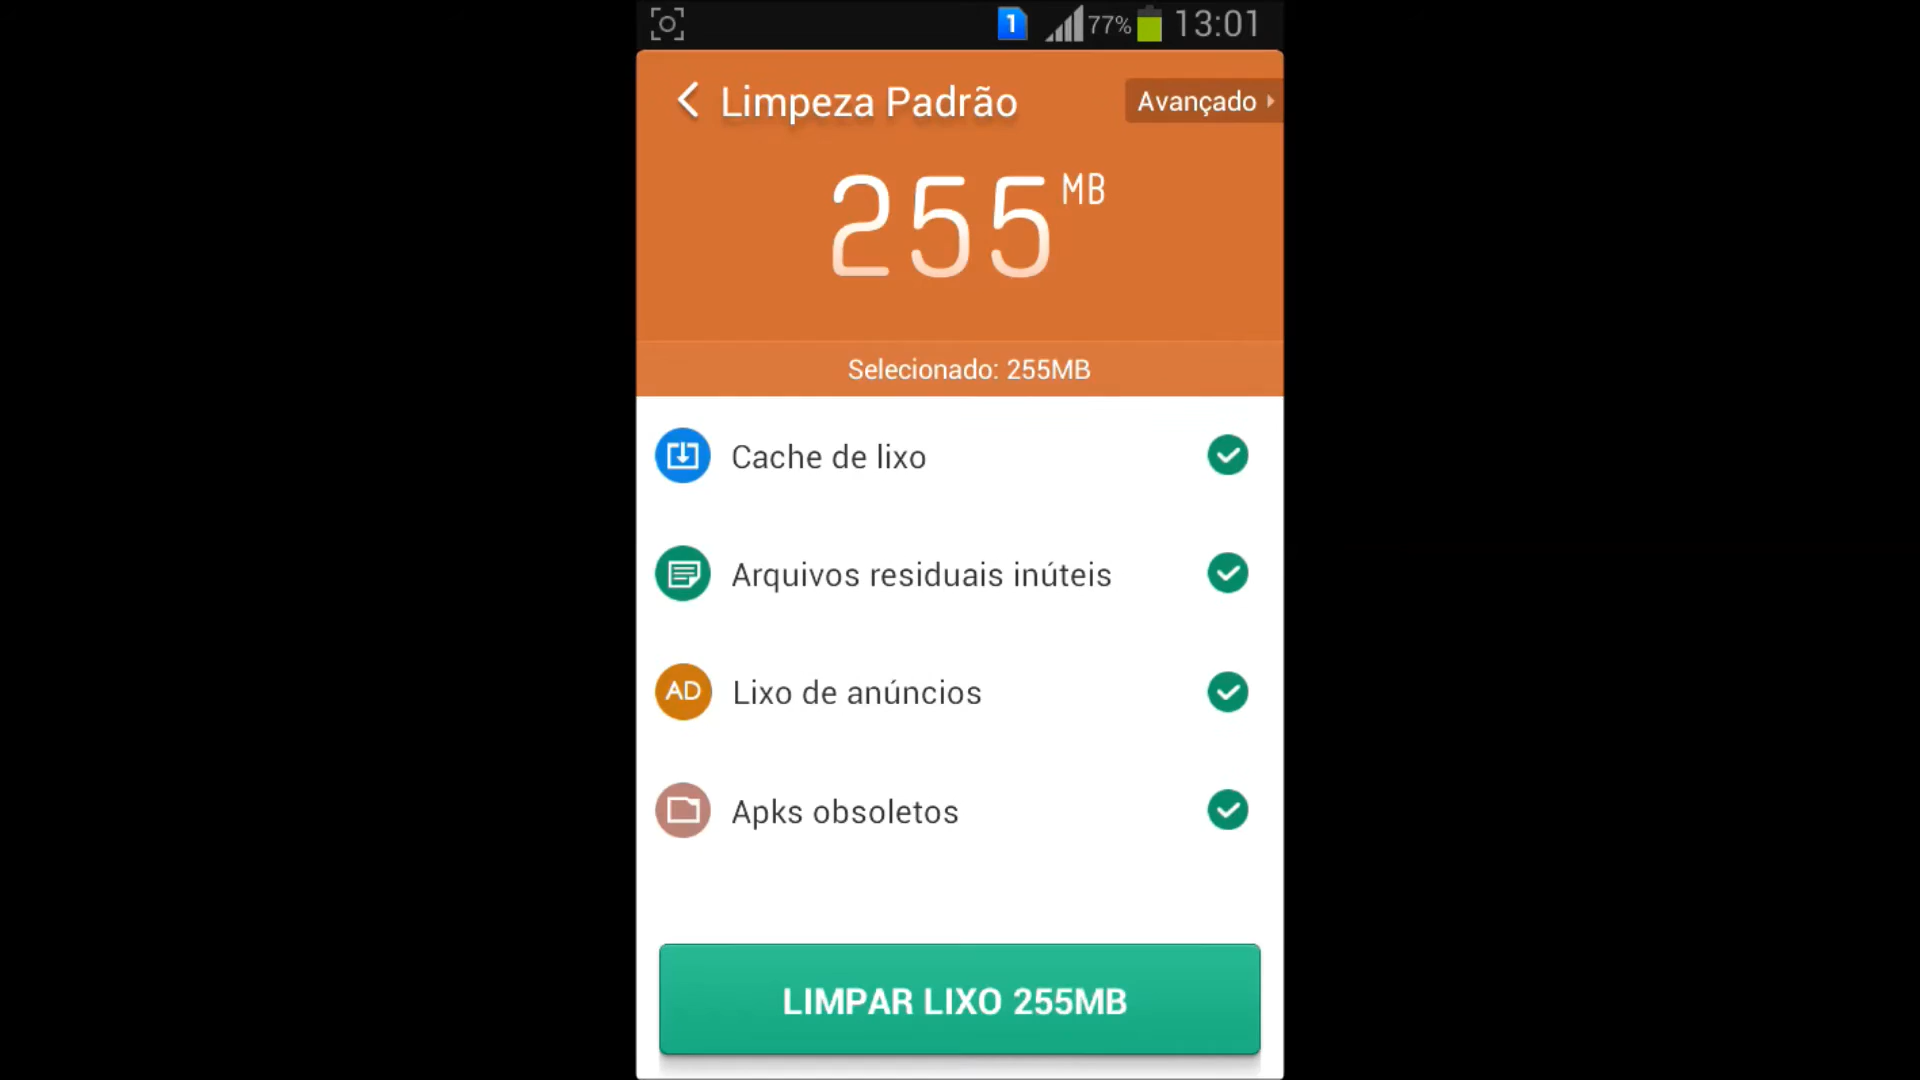 1 77% 13:01
Limpeza Padrão Avançado
255 MB
Selecionado: 255MB
Cache de lixo
Arquivos residuais inúteis
AD Lixo de anúncios
Apks obsoletos
LIMPAR LIXO 255MB